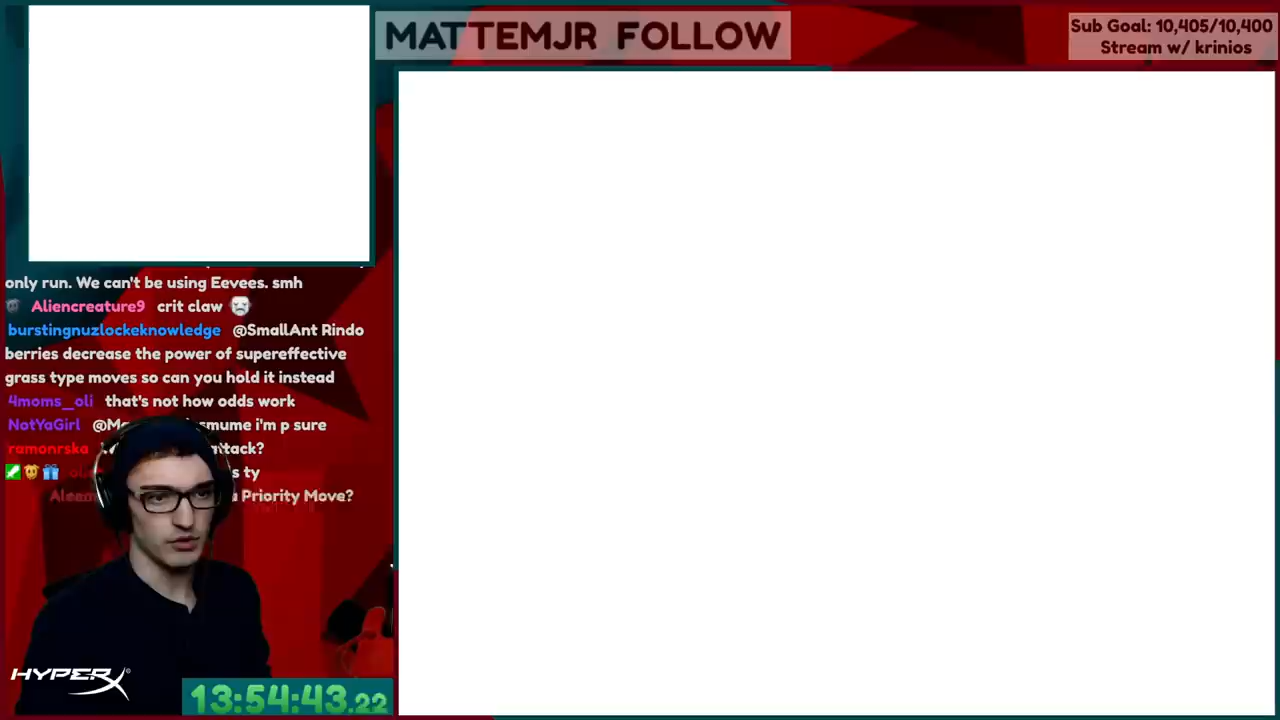 MATTEMJR FOLLOW
Sub Goal: 10,405/10,400
Stream w/ krinios
only run. We can't be using Eevees. smh
Aliencreature9 crit claw
burstingnuzlockeknowledge @SmallAnt Rindo
berries decrease the power of supereffective
grass type moves so can you hold it instead
4moms_oli that's not how odds work
NotYaGirl smume i'm p sure
ramonrska
ty
Priority Move?
HYPERX
13:54:43.22